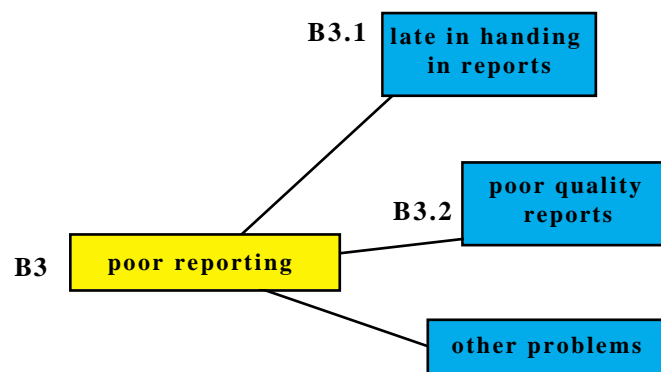 B3.1
late in handing
in reports
poor quality
reports
B3.2
B3
poor reporting
other problems